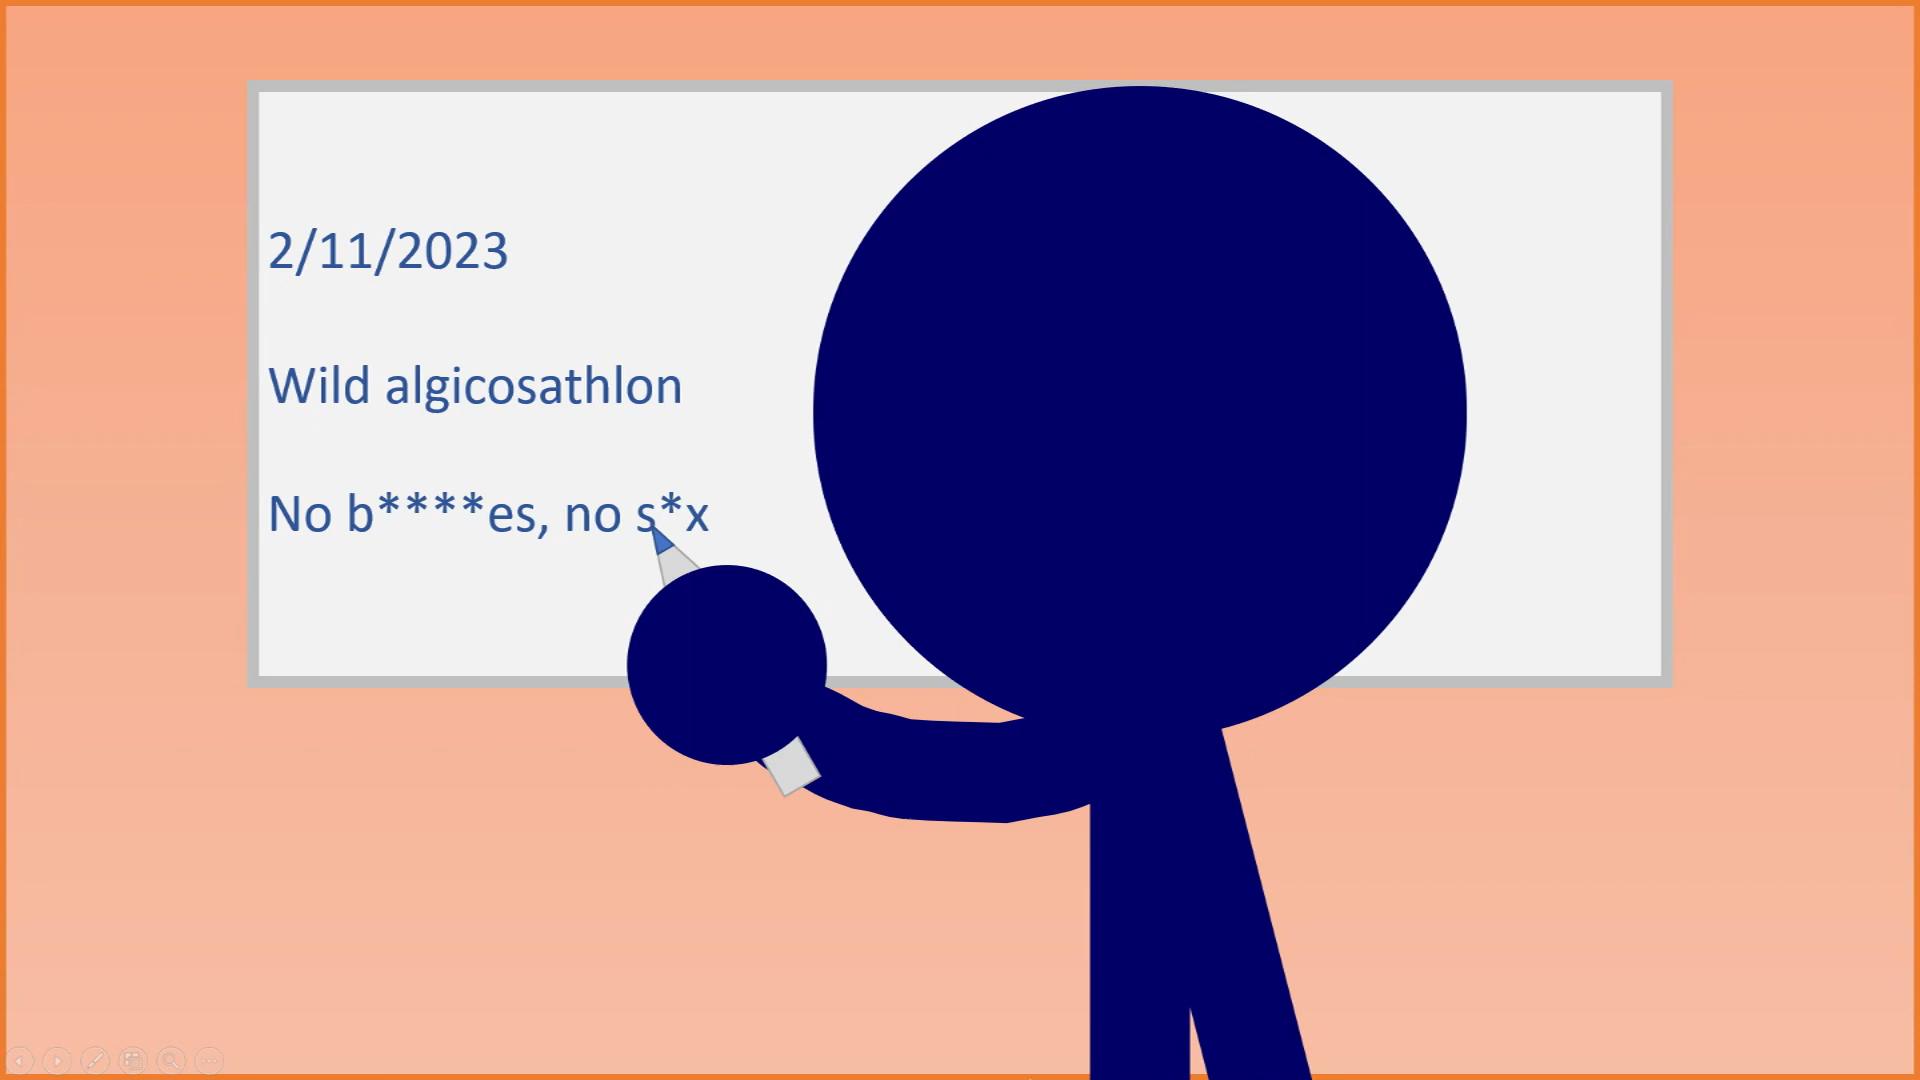 2/11/2023
Wild algicosathlon
No b****es, no s*x